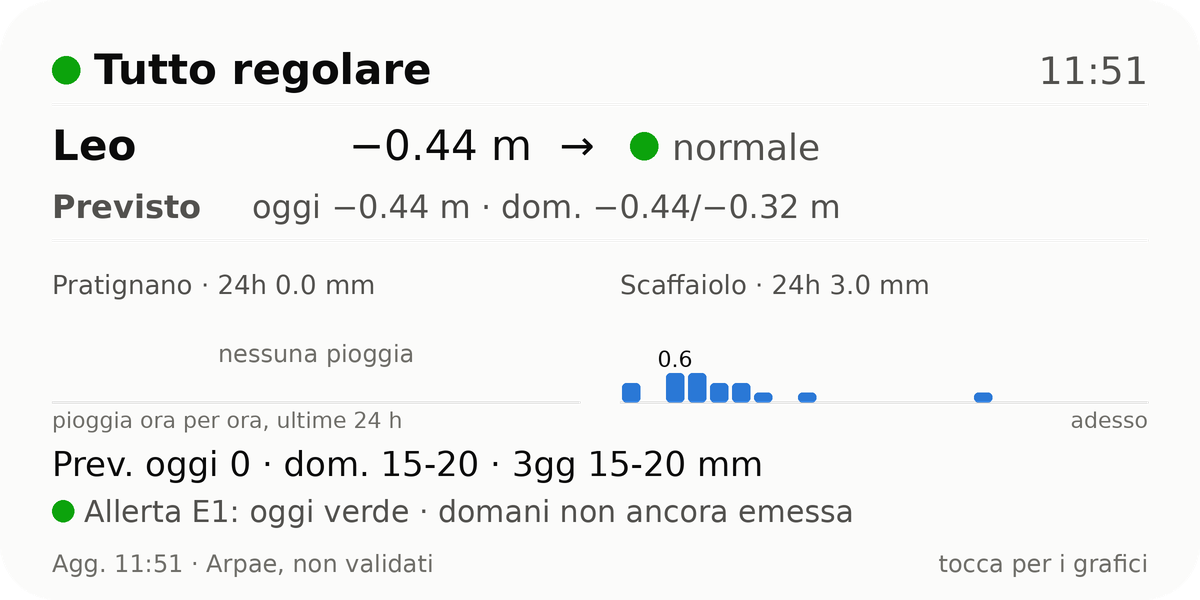 Tutto regolare 11:51
Leo −0.44 m → normale
Previsto oggi −0.44 m · dom. −0.44/−0.32 m
Pratignano · 24h 0.0 mm Scaffaiolo · 24h 3.0 mm
nessuna pioggia 0.6
pioggia ora per ora, ultime 24 h adesso
Prev. oggi 0 · dom. 15-20 · 3gg 15-20 mm
Allerta E1: oggi verde · domani non ancora emessa
Agg. 11:51 · Arpae, non validati tocca per i grafici